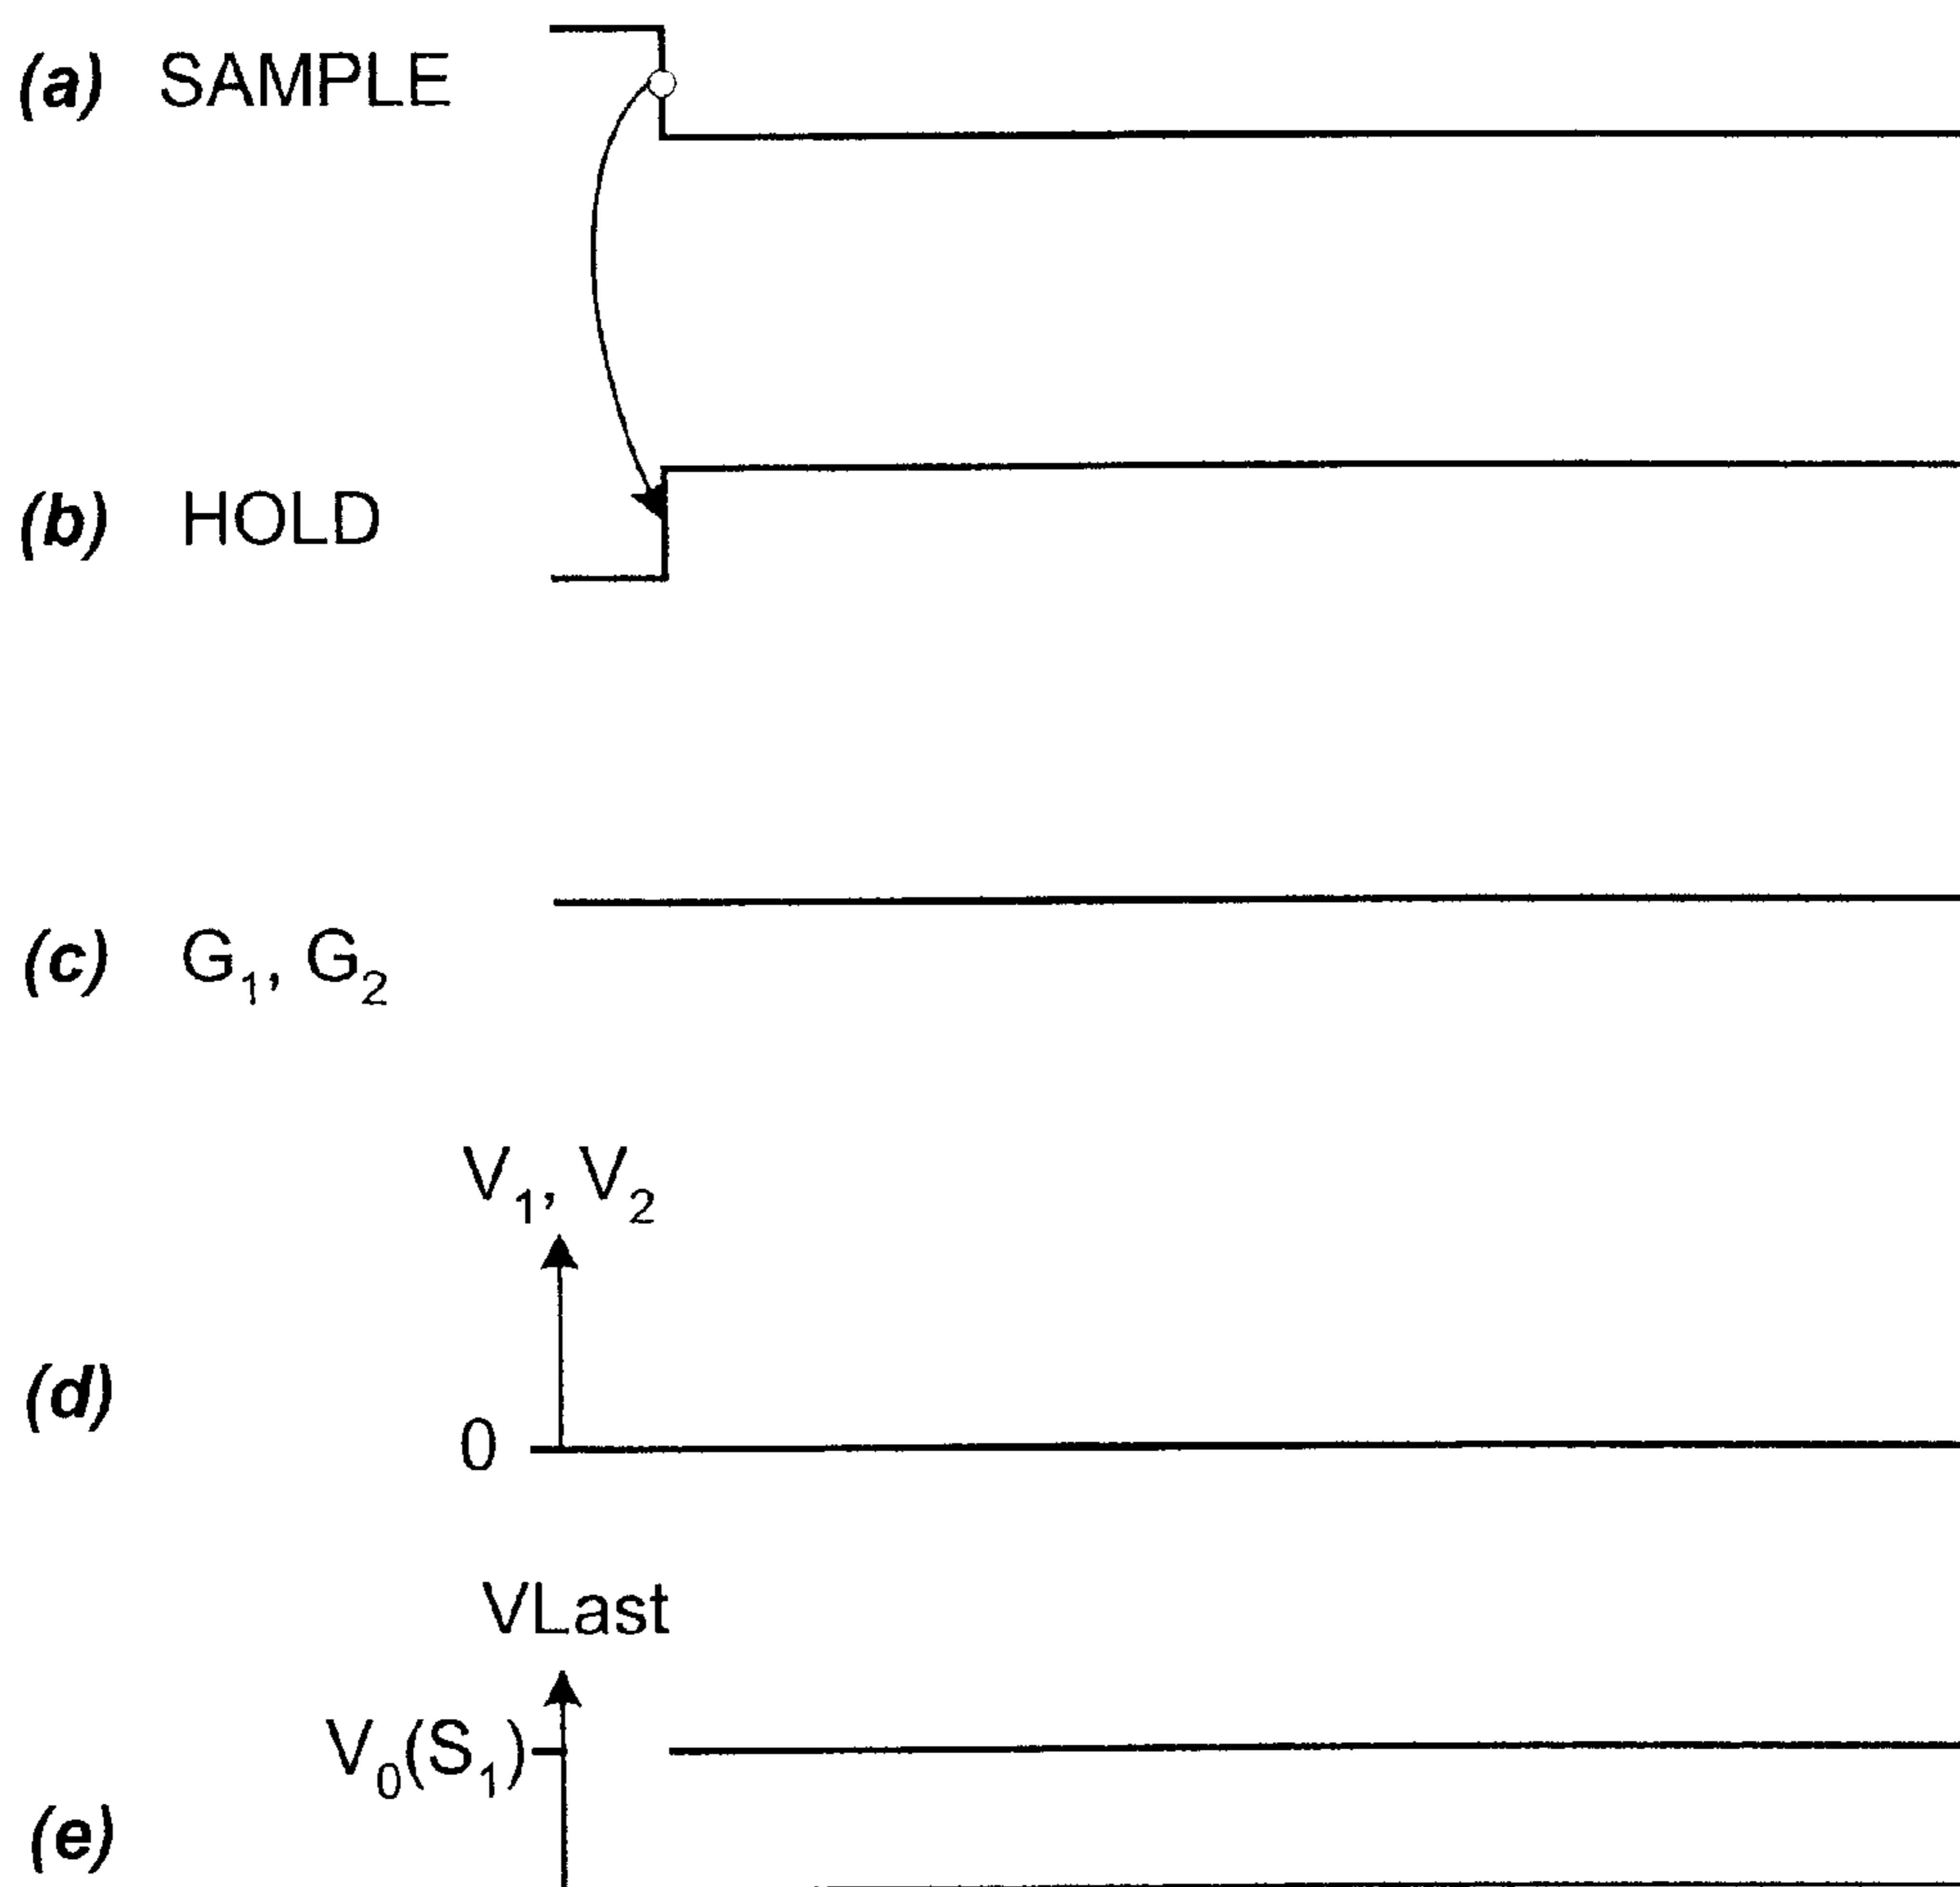 (a) SAMPLE
(b) HOLD
(c) G₁, G₂
V₁, V₂
(d)
0
VLast
V₀(S₁)
(e)